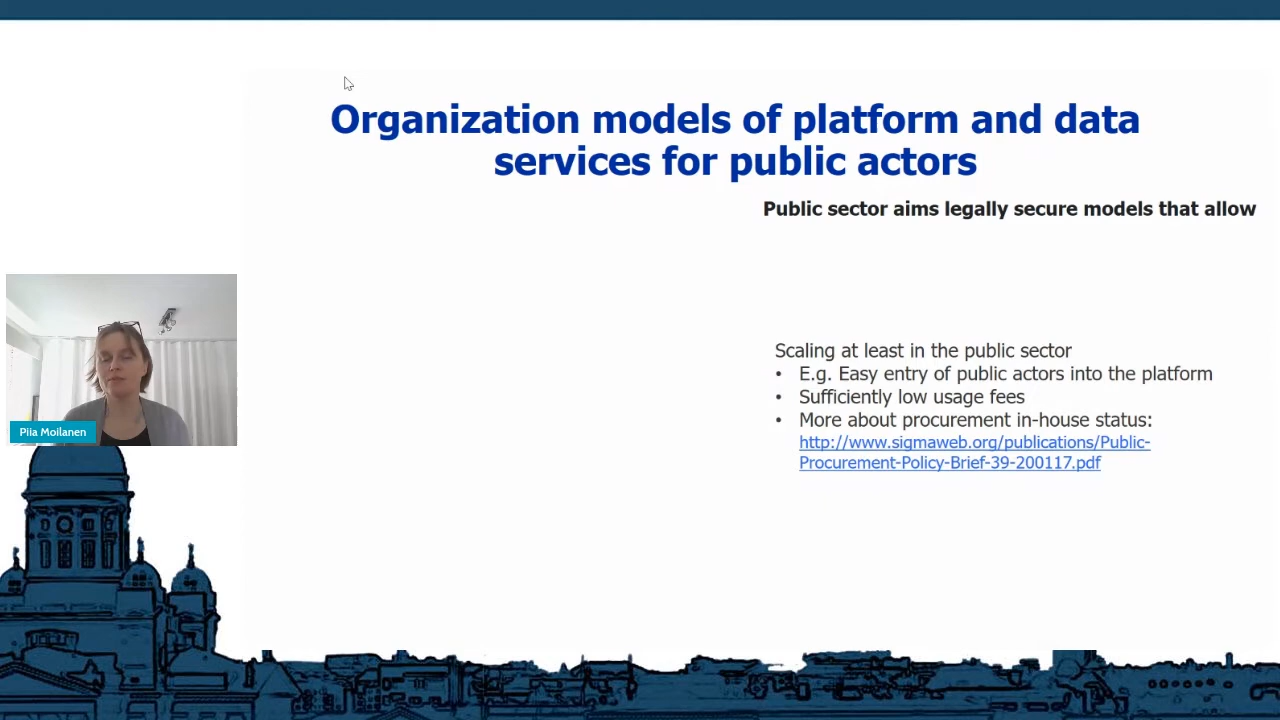 Organization models of platform and data
services for public actors
Public sector aims legally secure models that allow
Scaling at least in the public sector
• E.g. Easy entry of public actors into the platform
• Sufficiently low usage fees
• More about procurement in-house status:
http://www.sigmaweb.org/publications/Public-
Procurement-Policy-Brief-39-200117.pdf
Piia Moilanen